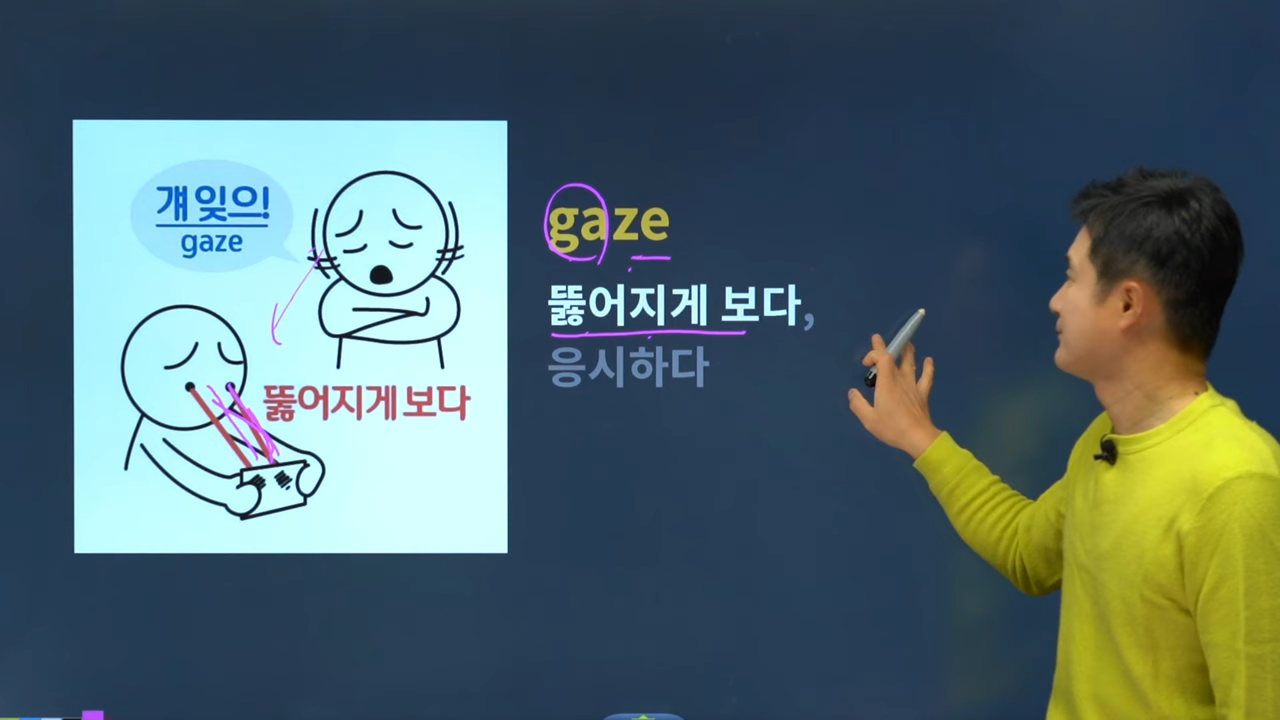 걔 잊으!
gaze
뚫어지게 보다
gaze
뚫어지게 보다,
응시하다